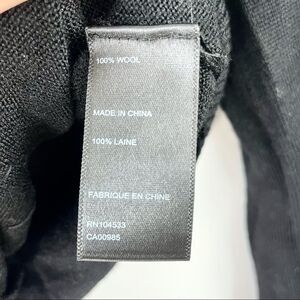 100% WOOL
MADE IN CHINA
100% LAINE
FABRIQUE EN CHINE
RN104533
CA00985